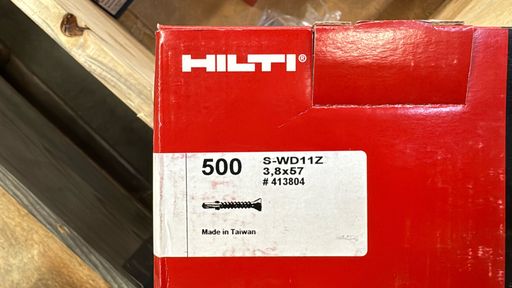 HILTI®
500 S-WD11Z
3,8x57
# 413804
Made in Taiwan